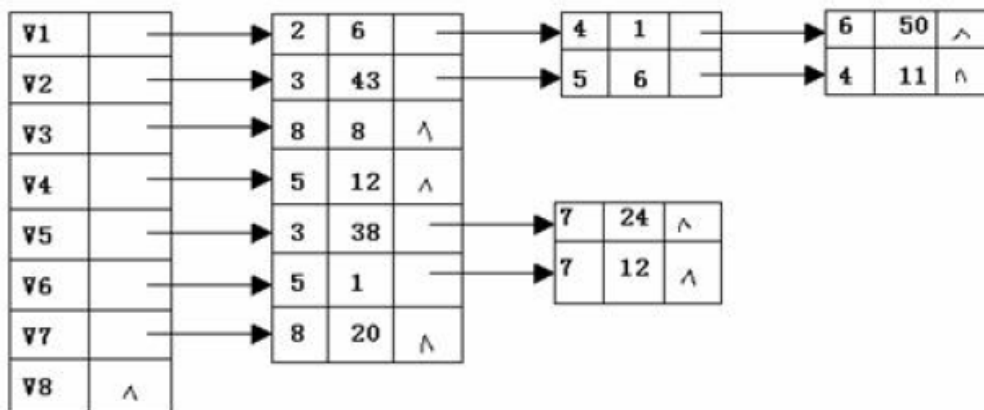 V1 2 6 4 1 6 50 ∧
V2 3 43 5 6 4 11 ∧
V3 8 8 ∧
V4 5 12 ∧
V5 3 38 7 24 ∧
V6 5 1 7 12 ∧
V7 8 20 ∧
V8 ∧